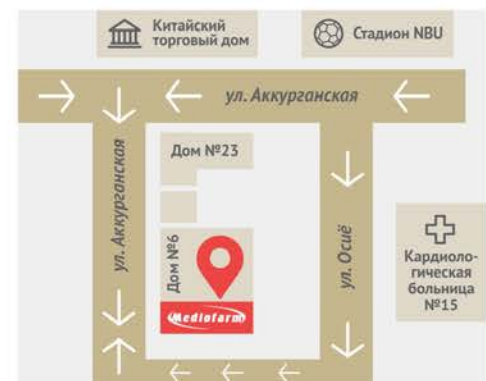 Китайский
торговый дом
Стадион NBU
ул. Аккурганская
ул. Аккурганская
Дом №23
Дом №6
Mediofarm
ул. Осиё
Кардиоло-
гическая
больница
№15